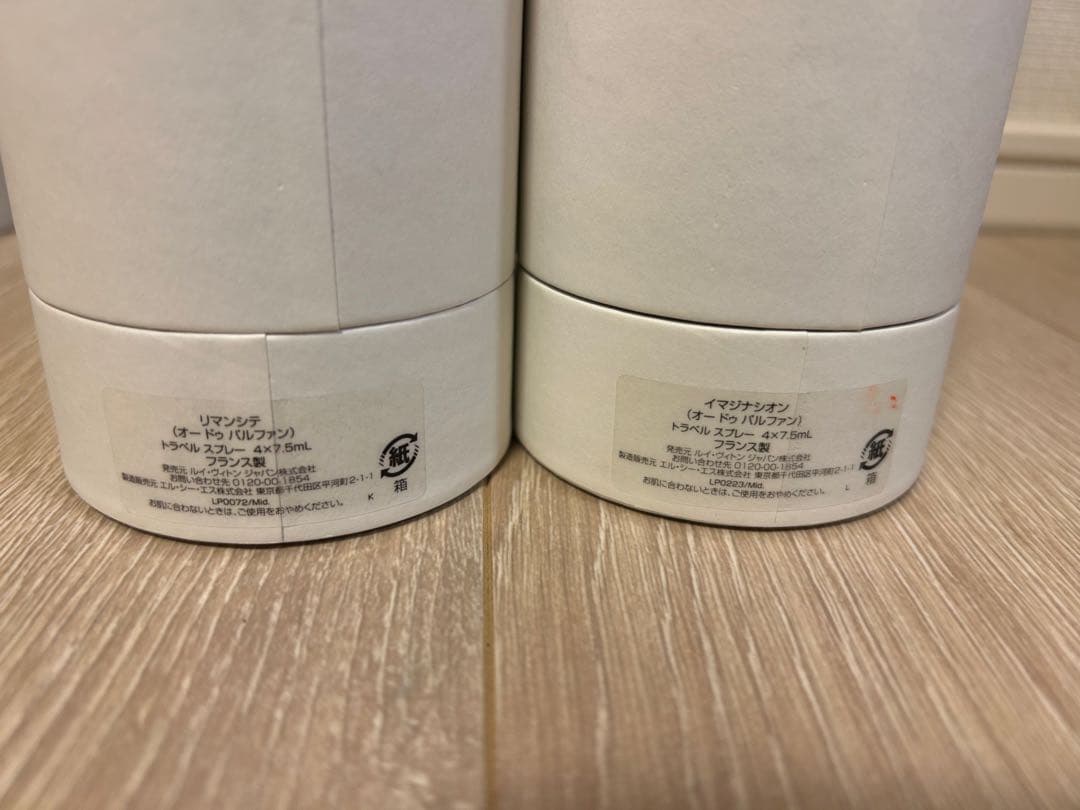 リマンシテ
(オー ドゥ パルファン)
トラベル スプレー 4×7.5mL
フランス製
発売元 ルイ・ヴィトン ジャパン株式会社
お問い合わせ先 0120-00-1854
製造販売元 エル・シー・エス株式会社 東京都千代田区平河町2-1-1
LP0072/Mid.
K
お肌に合わないときは、ご使用をおやめください。
紙
箱
イマジナシオン
(オー ドゥ パルファン)
トラベル スプレー 4×7.5mL
フランス製
発売元 ルイ・ヴィトン ジャパン株式会社
お問い合わせ先 0120-00-1854
製造販売元 エル・シー・エス株式会社 東京都千代田区平河町2-1-1
LP0223/Mid.
L
お肌に合わないときは、ご使用をおやめください。
紙
箱